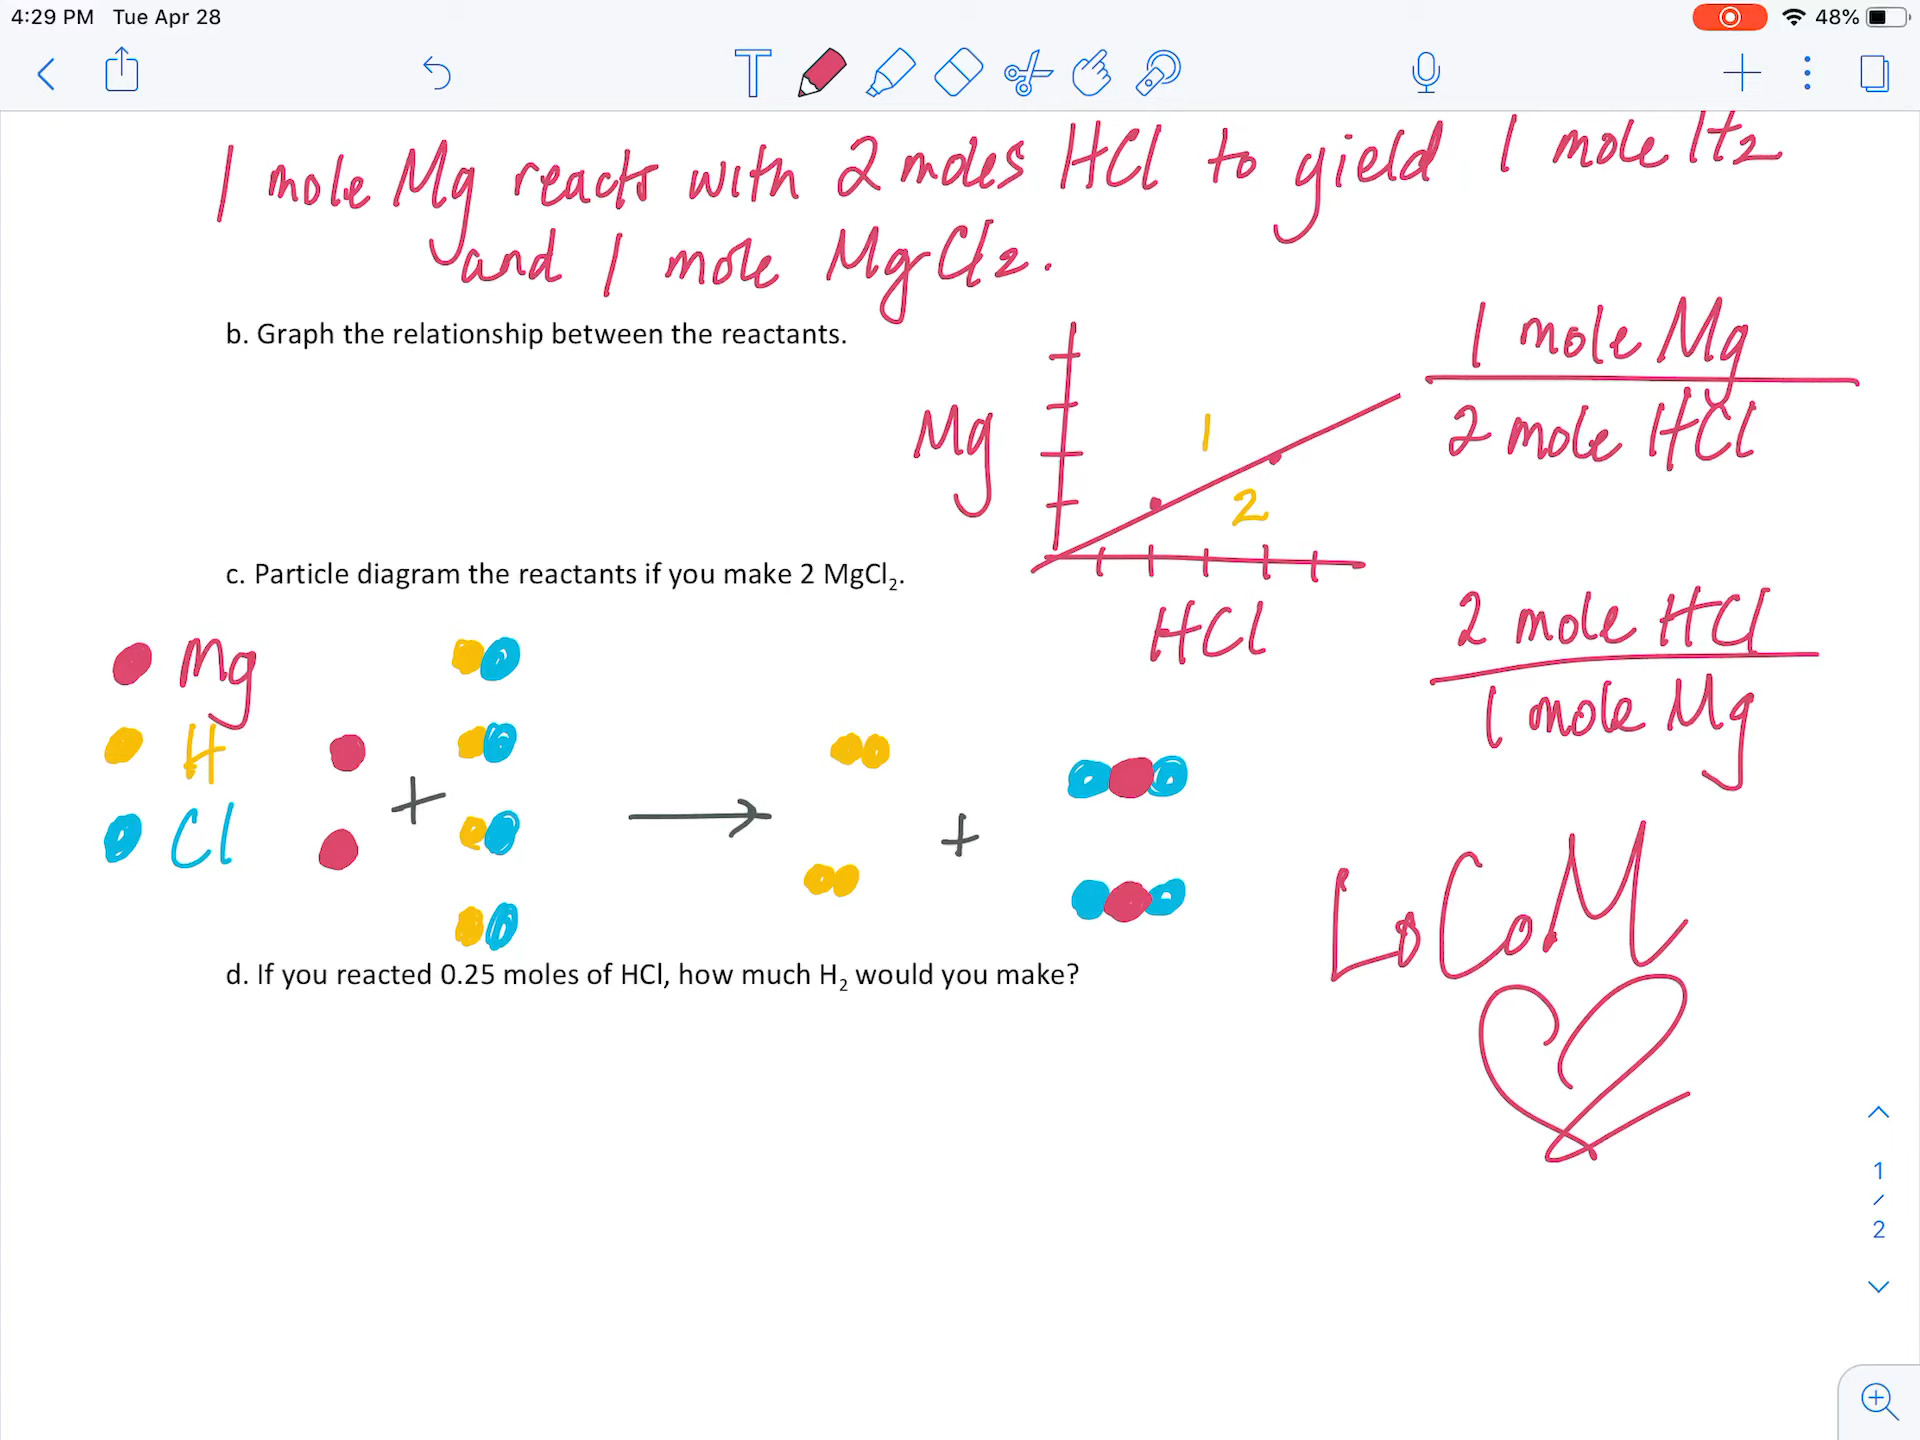 4:29 PM Tue Apr 28
48%
1 mole Mg reacts with 2 moles HCl to yield 1 mole H2
and 1 mole MgCl2.
b. Graph the relationship between the reactants.
1 mole Mg
2 mole HCl
Mg
1
2
HCl
c. Particle diagram the reactants if you make 2 MgCl₂.
2 mole HCl
1 mole Mg
Mg
H
Cl
+
+
LoCoM
d. If you reacted 0.25 moles of HCl, how much H₂ would you make?
1
/
2